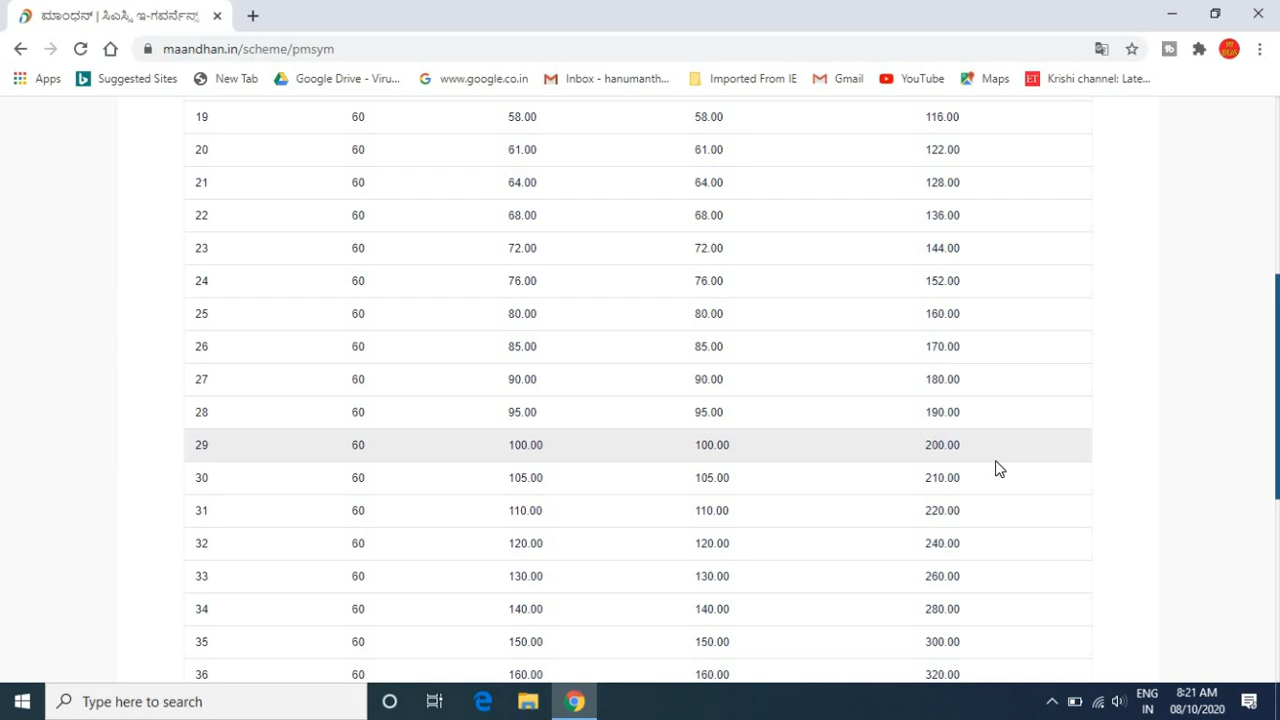 ಮಾಂಧನ್ | ಸಿಎಸ್ಸಿ ಇ-ಗವರ್ನೆನ್ಸ್
maandhan.in/scheme/pmsym
MY IDEAS
Apps Suggested Sites New Tab Google Drive - Viru... www.google.co.in Inbox - hanumanth... Imported From IE Gmail YouTube Maps ET Krishi channel: Late...
19 60 58.00 58.00 116.00
20 60 61.00 61.00 122.00
21 60 64.00 64.00 128.00
22 60 68.00 68.00 136.00
23 60 72.00 72.00 144.00
24 60 76.00 76.00 152.00
25 60 80.00 80.00 160.00
26 60 85.00 85.00 170.00
27 60 90.00 90.00 180.00
28 60 95.00 95.00 190.00
29 60 100.00 100.00 200.00
30 60 105.00 105.00 210.00
31 60 110.00 110.00 220.00
32 60 120.00 120.00 240.00
33 60 130.00 130.00 260.00
34 60 140.00 140.00 280.00
35 60 150.00 150.00 300.00
36 60 160.00 160.00 320.00
Type here to search
ENG 8:21 AM
IN 08/10/2020